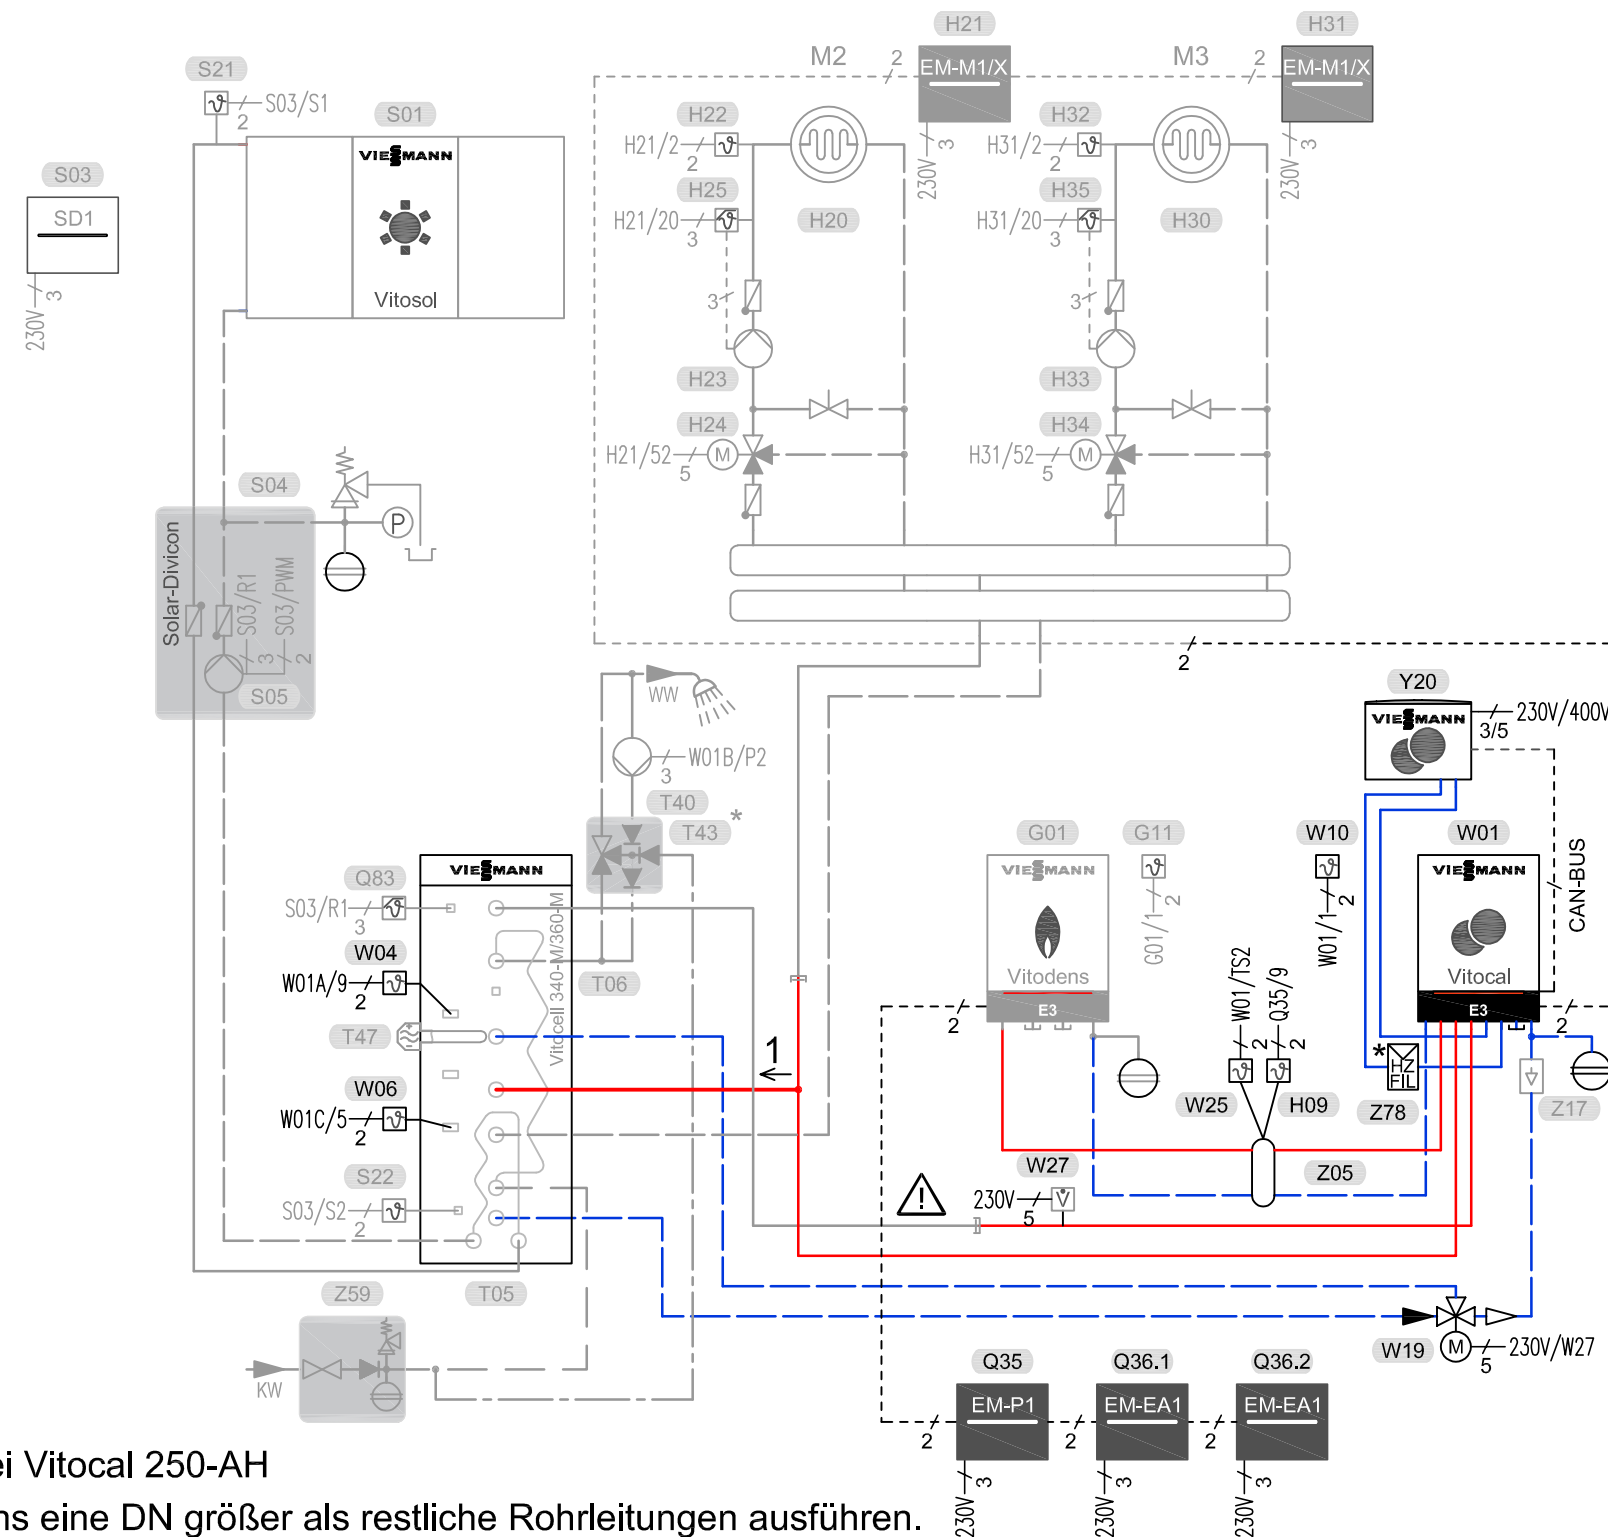 H21
H31
M2
2
EM-M1/X
M3
2
EM-M1/X
S21
S03/S1
2
S01
VIESSMANN
Vitosol
S03
SD1
230V
3
H22
H21/2
2
H25
H21/20
3
H20
230V
3
3
H23
H24
H21/52
5
M
H32
H31/2
2
H35
H31/20
3
H30
230V
3
3
H33
H34
H31/52
5
M
S04
P
Solar-Divicon
S03/R1
3
S03/PWM
2
S05
2
WW
W01B/P2
3
T40
T43
*
Y20
VIESSMANN
230V/400V
3/5
CAN-BUS
G01
VIESSMANN
Vitodens
E3
G11
G01/1
2
W10
W01/1
2
W01
VIESSMANN
Vitocal
E3
2
2
VIESSMANN
Vitocell 340-M/360-M
Q83
S03/R1
3
W04
W01A/9
2
T47
W06
W01C/5
2
S22
S03/S2
2
T06
1
W01/TS2
2
Q35/9
2
W25
H09
*
HZ
FIL
Z78
Z17
W27
230V
5
V
Z05
Z59
KW
T05
W19
M
5
230V/W27
Q35
EM-P1
2
230V
3
Q36.1
EM-EA1
2
230V
3
Q36.2
EM-EA1
2
230V
3
ei Vitocal 250-AH
ns eine DN größer als restliche Rohrleitungen ausführen.